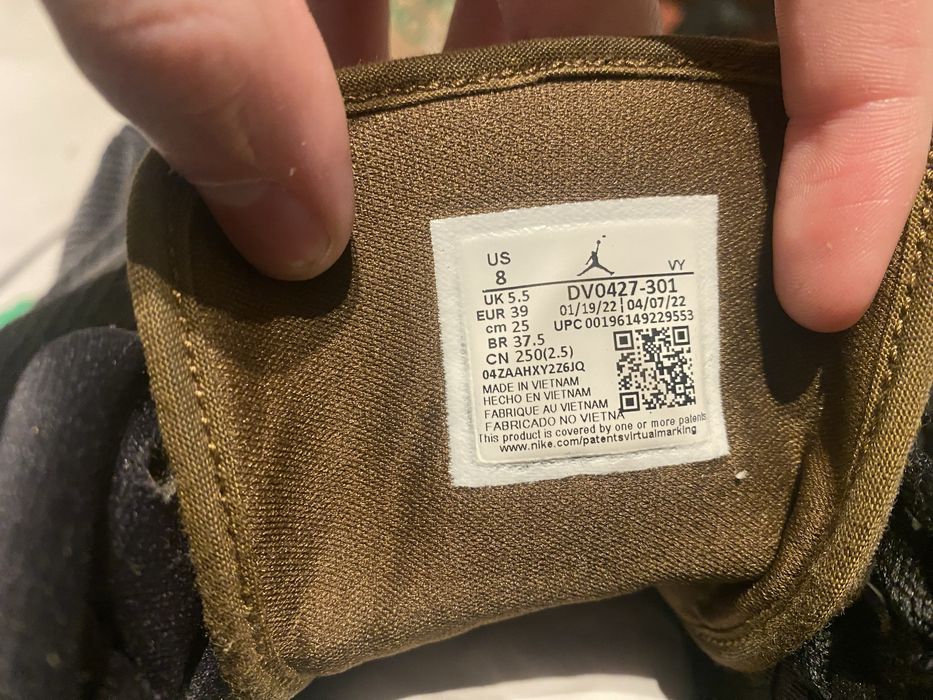 US
8
VY
UK 5.5
EUR 39
cm 25
BR 37.5
CN 250(2.5)
DV0427-301
01/19/22 | 04/07/22
UPC 00196149229553
04ZAAHXY2Z6JQ
MADE IN VIETNAM
HECHO EN VIETNAM
FABRIQUE AU VIETNAM
FABRICADO NO VIETNA
This product is covered by one or more patents
www.nike.com/patentsvirtualmarking